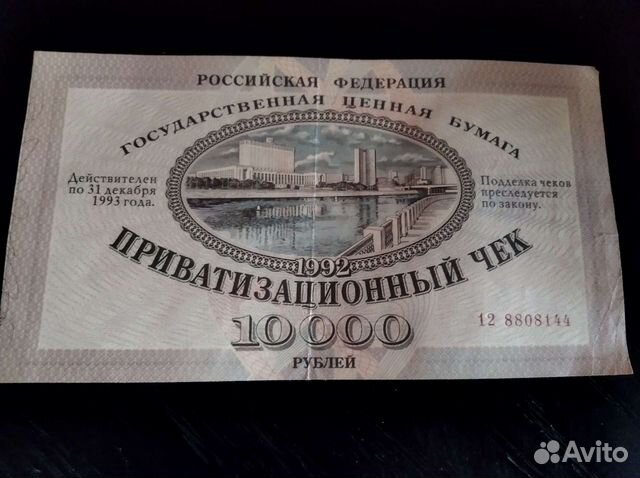 РОССИЙСКАЯ ФЕДЕРАЦИЯ
ГОСУДАРСТВЕННАЯ ЦЕННАЯ БУМАГА
Действителен
по 31 декабря
1993 года.
Подделка чеков
преследуется
по закону.
1992
ПРИВАТИЗАЦИОННЫЙ ЧЕК
10000
РУБЛЕЙ
12 8808144
Avito